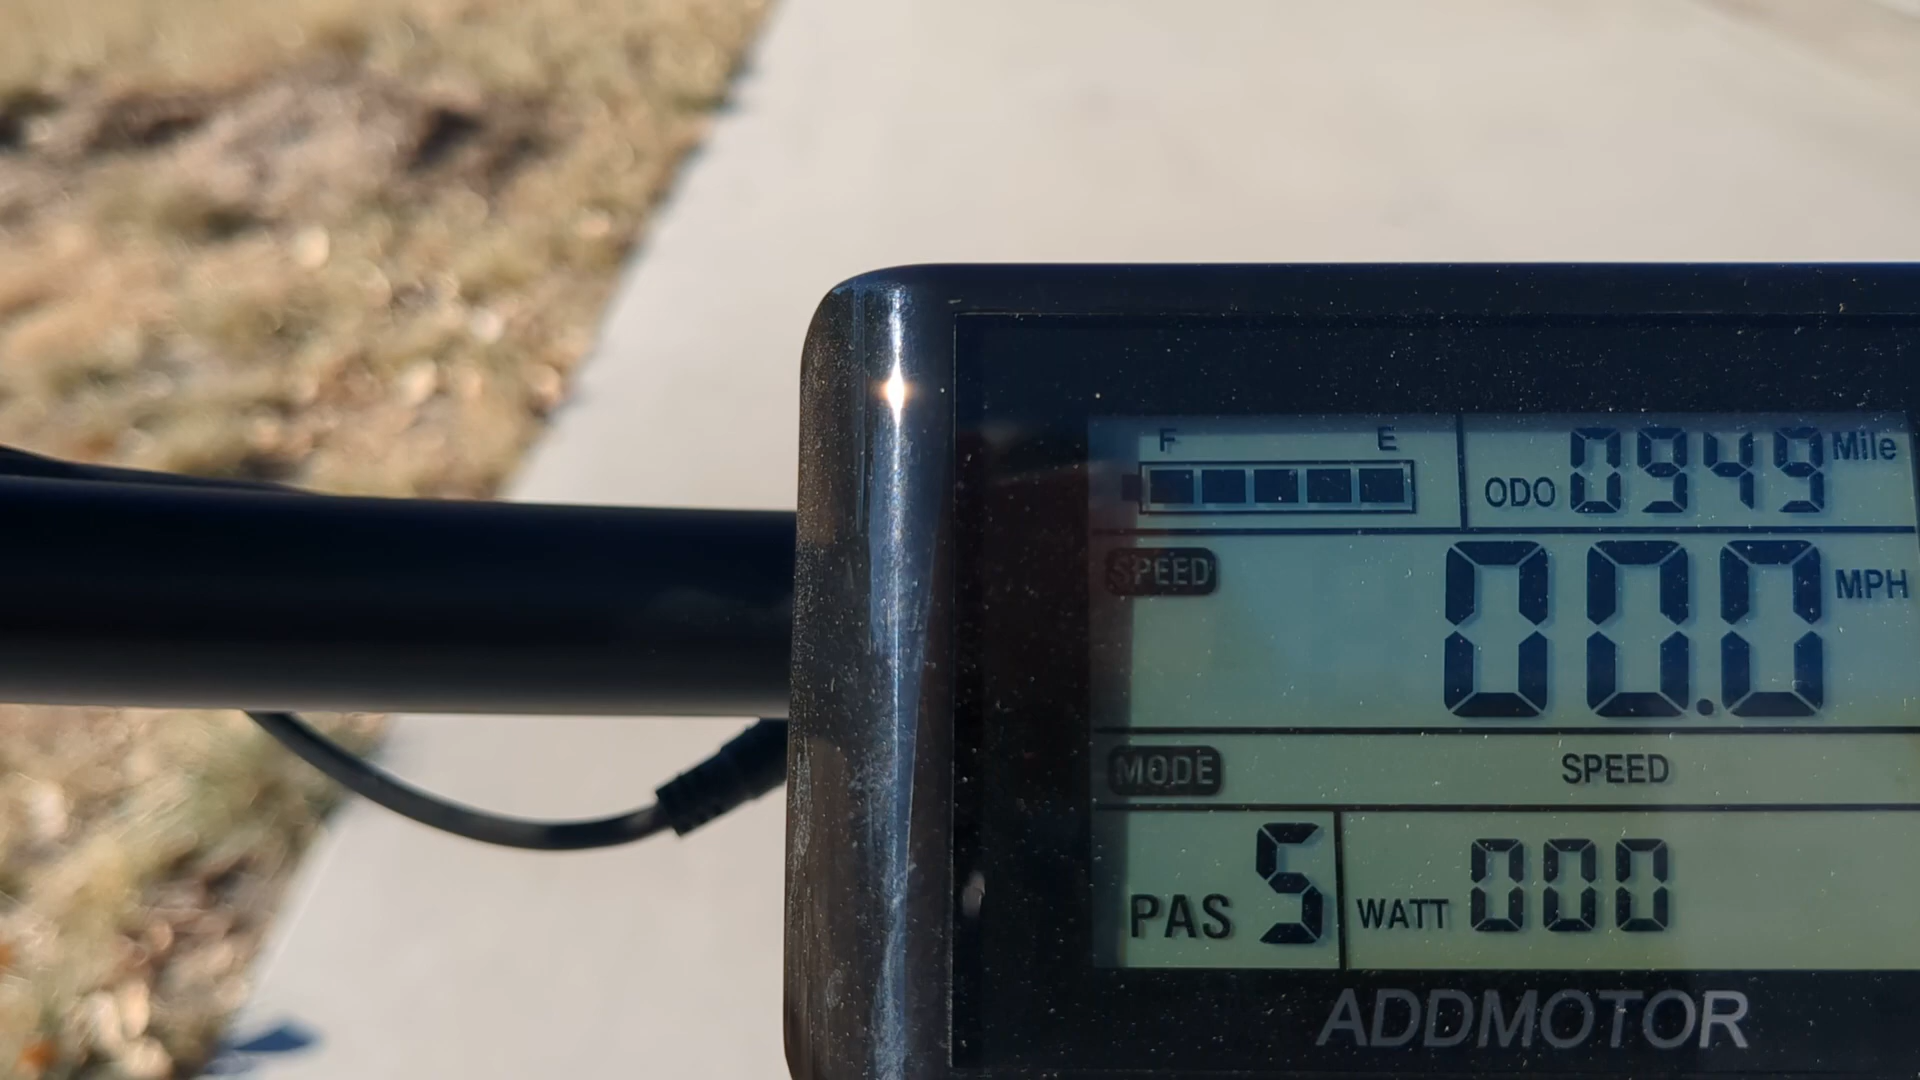 F E
ODO 0949 Mile
SPEED
00.0 MPH
MODE SPEED
PAS 5 WATT 000
ADDMOTOR